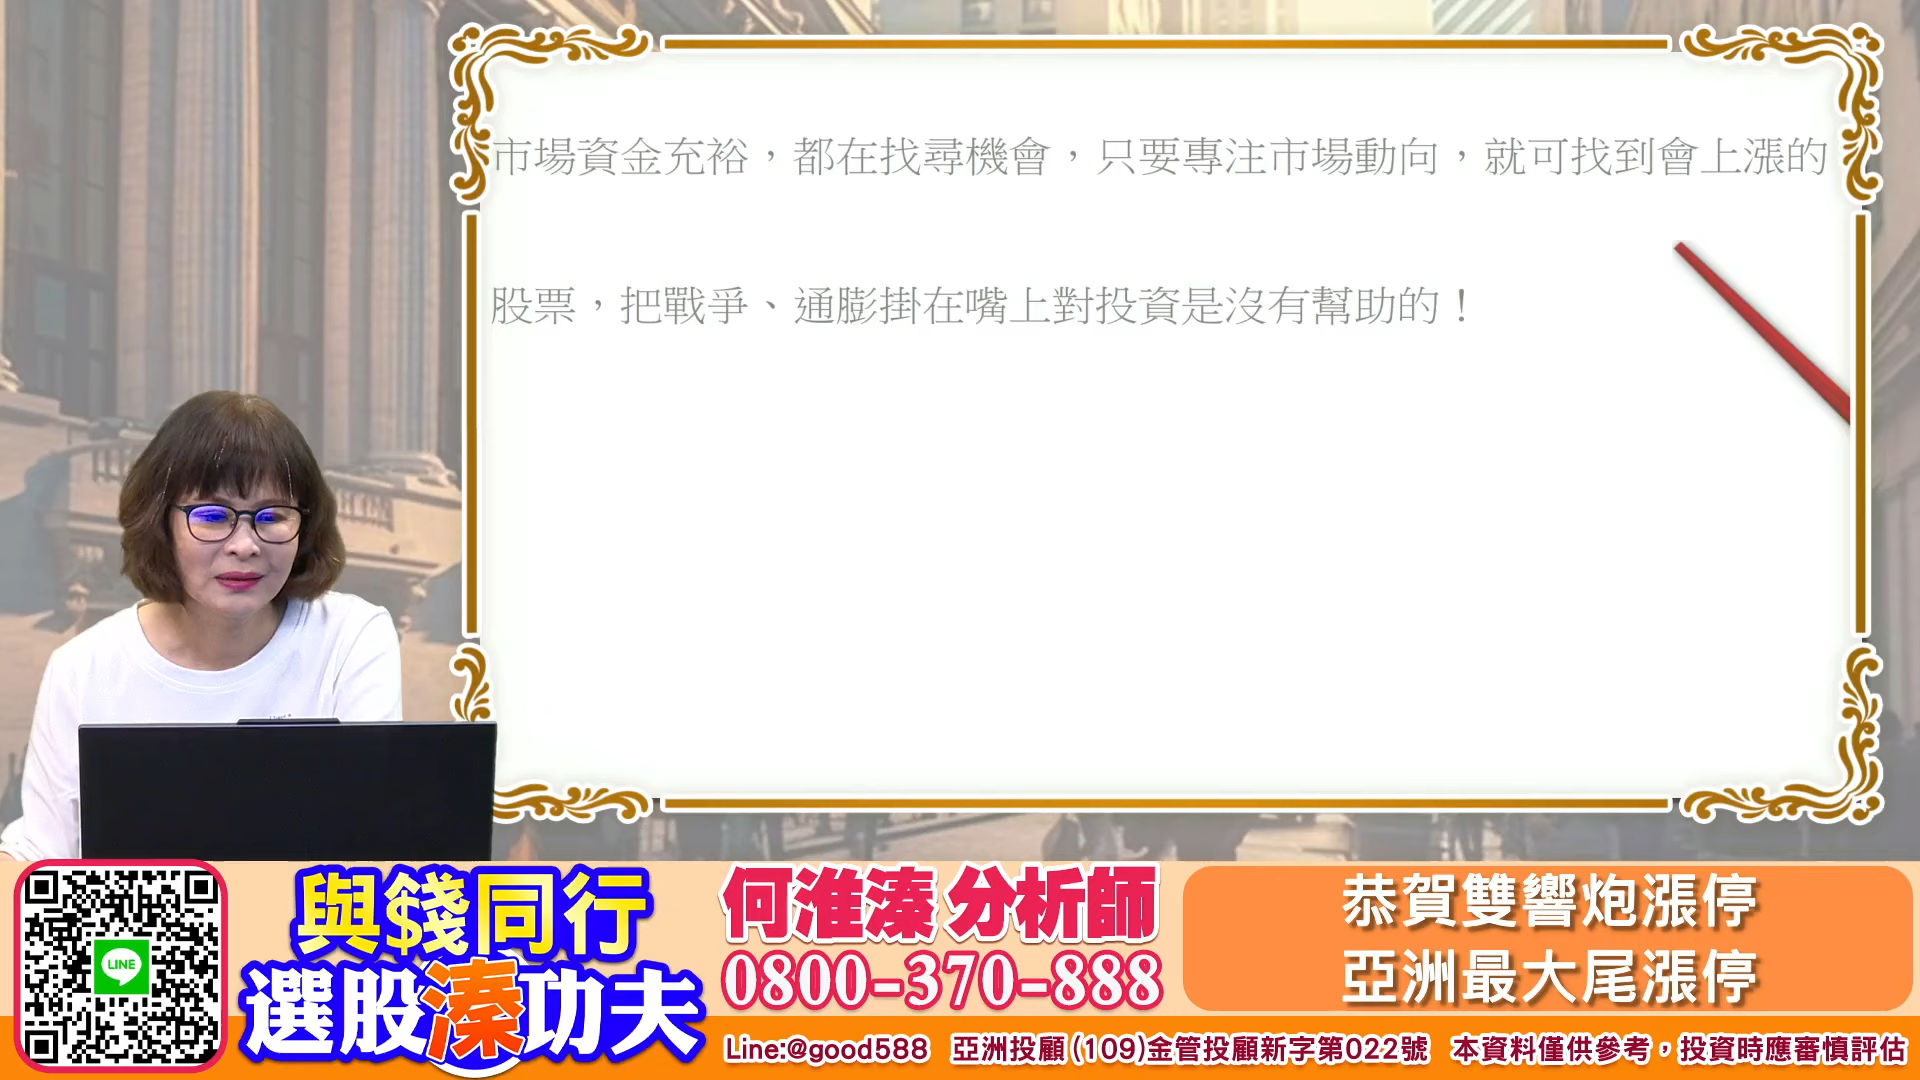 市場資金充裕，都在找尋機會，只要專注市場動向，就可找到會上漲的
股票，把戰爭、通膨掛在嘴上對投資是沒有幫助的！
LINE
與錢同行
選股溱功夫
何淮溱 分析師
0800-370-888
恭賀雙響炮漲停
亞洲最大尾漲停
Line:@good588 亞洲投顧 (109)金管投顧新字第022號 本資料僅供參考，投資時應審慎評估